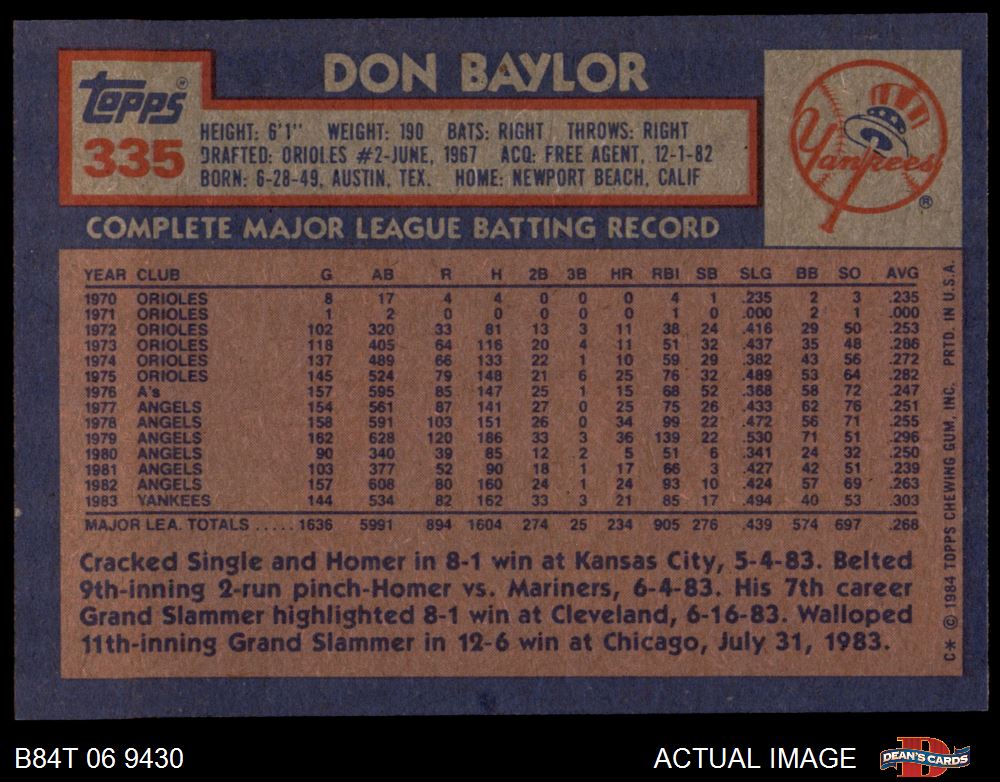 DON BAYLOR
Topps®
335
HEIGHT: 6'1" WEIGHT: 190 BATS: RIGHT THROWS: RIGHT
DRAFTED: ORIOLES #2-JUNE, 1967 ACQ: FREE AGENT, 12-1-82
BORN: 6-28-49, AUSTIN, TEX. HOME: NEWPORT BEACH, CALIF
Yankees
®
COMPLETE MAJOR LEAGUE BATTING RECORD
YEAR CLUB G AB R H 2B 3B HR RBI SB SLG BB SO AVG
1970 ORIOLES 8 17 4 4 0 0 0 4 1 .235 2 3 .235
1971 ORIOLES 1 2 0 0 0 0 0 1 0 .000 2 1 .000
1972 ORIOLES 102 320 33 81 13 3 11 38 24 .416 29 50 .253
1973 ORIOLES 118 405 64 116 20 4 11 51 32 .437 35 48 .286
1974 ORIOLES 137 489 66 133 22 1 10 59 29 .382 43 56 .272
1975 ORIOLES 145 524 79 148 21 6 25 76 32 .489 53 64 .282
1976 A's 157 595 85 147 25 1 15 68 52 .368 58 72 .247
1977 ANGELS 154 561 87 141 27 0 25 75 26 .433 62 76 .251
1978 ANGELS 158 591 103 151 26 0 34 99 22 .472 56 71 .255
1979 ANGELS 162 628 120 186 33 3 36 139 22 .530 71 51 .296
1980 ANGELS 90 340 39 85 12 2 5 51 6 .341 24 32 .250
1981 ANGELS 103 377 52 90 18 1 17 66 3 .427 42 51 .239
1982 ANGELS 157 608 80 160 24 1 24 93 10 .424 57 69 .263
1983 YANKEES 144 534 82 162 33 3 21 85 17 .494 40 53 .303
MAJOR LEA. TOTALS ..... 1636 5991 894 1604 274 25 234 905 276 .439 574 697 .268
Cracked Single and Homer in 8-1 win at Kansas City, 5-4-83. Belted
9th-inning 2-run pinch-Homer vs. Mariners, 6-4-83. His 7th career
Grand Slammer highlighted 8-1 win at Cleveland, 6-16-83. Walloped
11th-inning Grand Slammer in 12-6 win at Chicago, July 31, 1983.
C* © 1984 TOPPS CHEWING GUM, INC. PRTD. IN U.S.A.
B84T 06 9430
ACTUAL IMAGE
DEAN'S CARDS